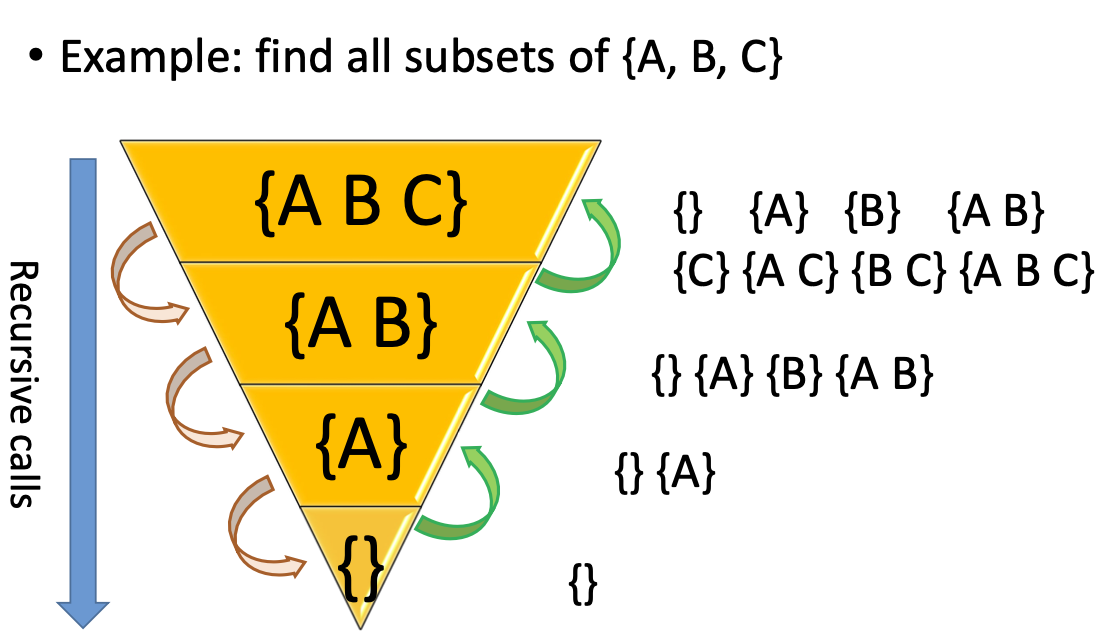 • Example: find all subsets of {A, B, C}
Recursive calls
{A B C}
{} {A} {B} {A B}
{C} {A C} {B C} {A B C}
{A B}
{} {A} {B} {A B}
{A}
{} {A}
{}
{}